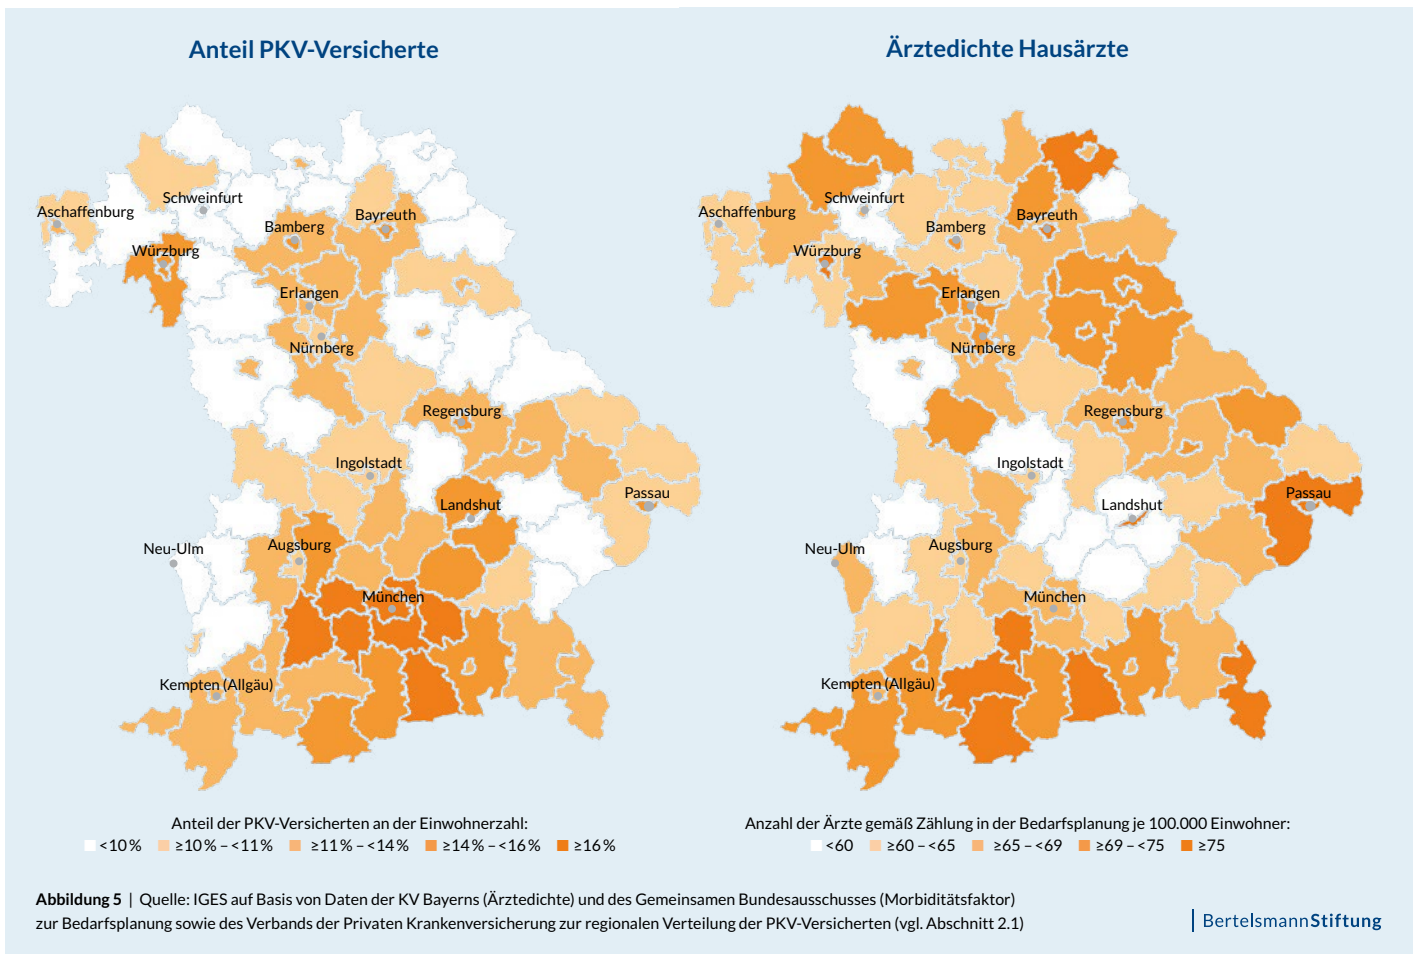 Anteil PKV-Versicherte
Schweinfurt
Aschaffenburg
Bayreuth
Bamberg
Würzburg
Erlangen
Nürnberg
Regensburg
Ingolstadt
Passau
Landshut
Neu-Ulm
Augsburg
München
Kempten (Allgäu)
Anteil der PKV-Versicherten an der Einwohnerzahl:
<10 % ≥10 % – <11 % ≥11 % – <14 % ≥14 % – <16 % ≥16 %
Ärztedichte Hausärzte
Schweinfurt
Aschaffenburg
Bayreuth
Bamberg
Würzburg
Erlangen
Nürnberg
Regensburg
Ingolstadt
Passau
Landshut
Neu-Ulm
Augsburg
München
Kempten (Allgäu)
Anzahl der Ärzte gemäß Zählung in der Bedarfsplanung je 100.000 Einwohner:
<60 ≥60 – <65 ≥65 – <69 ≥69 – <75 ≥75
Abbildung 5 | Quelle: IGES auf Basis von Daten der KV Bayerns (Ärztedichte) und des Gemeinsamen Bundesausschusses (Morbiditätsfaktor)
zur Bedarfsplanung sowie des Verbands der Privaten Krankenversicherung zur regionalen Verteilung der PKV-Versicherten (vgl. Abschnitt 2.1)
BertelsmannStiftung